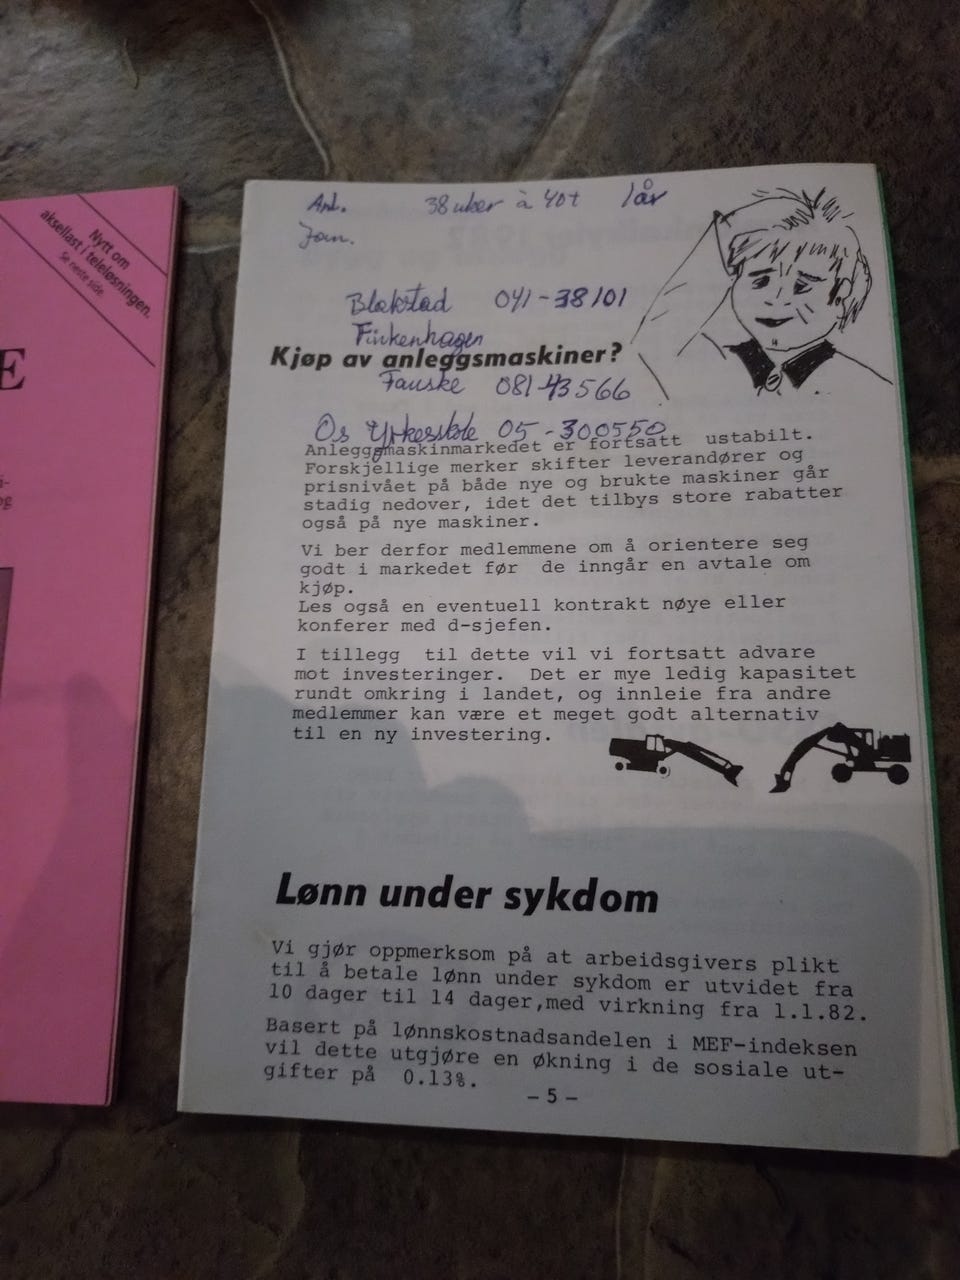 Nytt om
aksellast i teleløsningen.
Se neste side.
E
og
38 uker à 40t 1år
Jan.
Blakstad 041-38101
Finkenhagen
Kjøp av anleggsmaskiner?
Fauske 081 43566
Os Yrkesskole 05-300550
Anleggsmaskinmarkedet er fortsatt ustabilt.
Forskjellige merker skifter leverandører og
prisnivået på både nye og brukte maskiner går
stadig nedover, idet det tilbys store rabatter
også på nye maskiner.
Vi ber derfor medlemmene om å orientere seg
godt i markedet før de inngår en avtale om
kjøp.
Les også en eventuell kontrakt nøye eller
konferer med d-sjefen.
I tillegg til dette vil vi fortsatt advare
mot investeringer. Det er mye ledig kapasitet
rundt omkring i landet, og innleie fra andre
medlemmer kan være et meget godt alternativ
til en ny investering.
Lønn under sykdom
Vi gjør oppmerksom på at arbeidsgivers plikt
til å betale lønn under sykdom er utvidet fra
10 dager til 14 dager,med virkning fra 1.1.82.
Basert på lønnskostnadsandelen i MEF-indeksen
vil dette utgjøre en økning i de sosiale ut-
gifter på 0.13%.
- 5 -